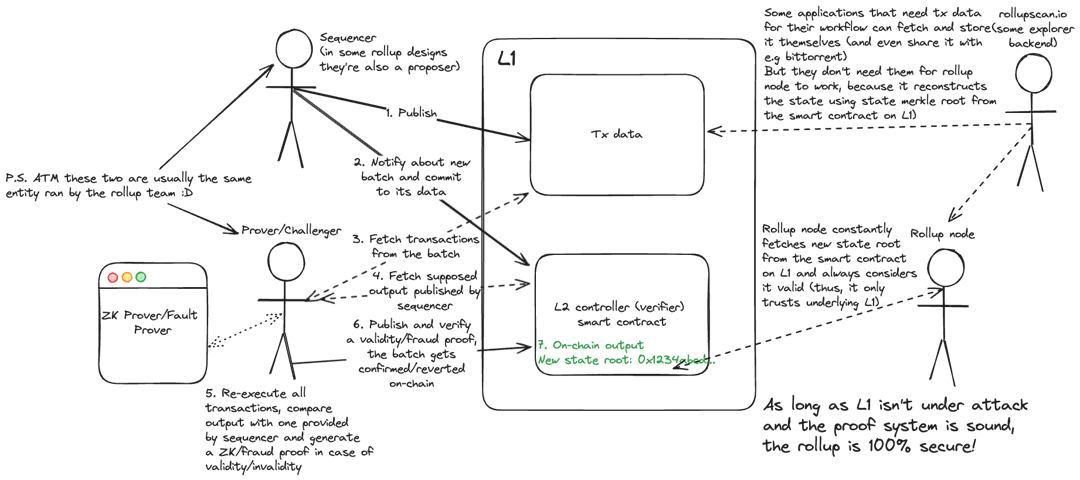 Sequencer
(in some rollup designs
they're also a proposer)
L1
1. Publish
Tx data
2. Notify about new
batch and commit
to its data
P.S. ATM these two are usually the same
entity ran by the rollup team :D
Prover/Challenger
3. Fetch transactions
from the batch
4. Fetch supposed
output published by
sequencer
ZK Prover/Fault
Prover
L2 controller (verifier)
smart contract
6. Publish and verify
a validity/fraud proof,
the batch gets
confirmed/reverted
on-chain
7. On-chain output
New state root: 0x1234abcd...
5. Re-execute all
transactions, compare
output with one provided
by sequencer and generate
a ZK/fraud proof in case of
validity/invalidity
Some applications that need tx data
for their workflow can fetch and store
it themselves (and even share it with
e.g bittorrent)
But they don't need them for rollup
node to work, because it reconstructs
the state using state merkle root from
the smart contract on L1)
rollupscan.io
(some explorer
backend)
Rollup node constantly
fetches new state root
from the smart contract
on L1 and always considers
it valid (thus, it only
trusts underlying L1)
Rollup node
As long as L1 isn't under attack
and the proof system is sound,
the rollup is 100% secure!